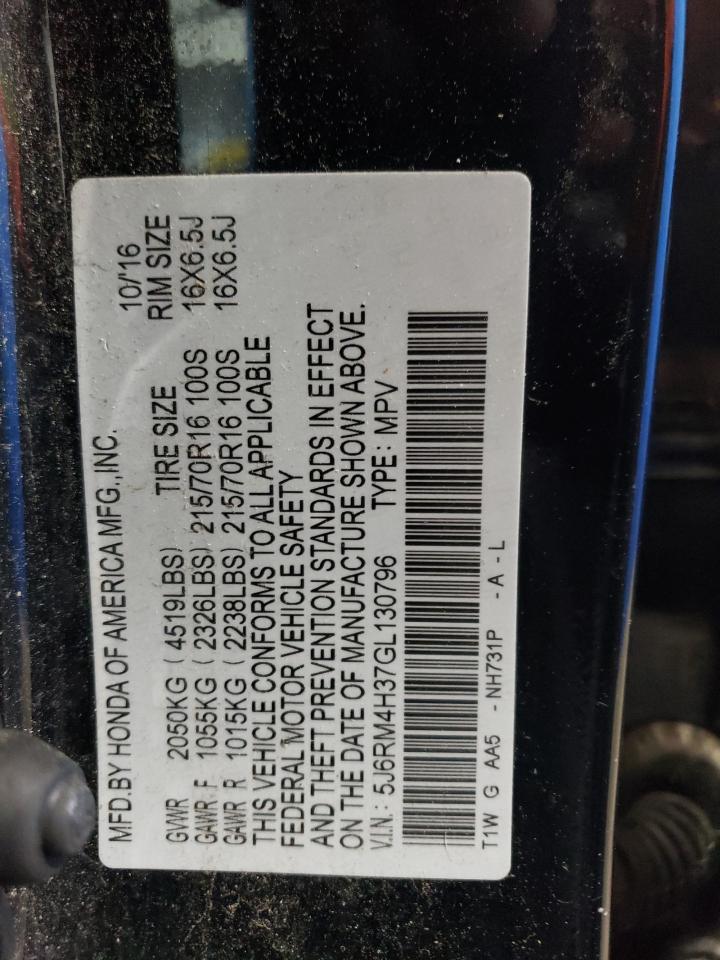 MFD.BY HONDA OF AMERICA MFG.,INC. 10/'16
GVWR 2050KG (4519LBS) TIRE SIZE RIM SIZE
GAWR F 1055KG (2326LBS) 215/70R16 100S 16X6.5J
GAWR R 1015KG (2238LBS) 215/70R16 100S 16X6.5J
THIS VEHICLE CONFORMS TO ALL APPLICABLE
FEDERAL MOTOR VEHICLE SAFETY
AND THEFT PREVENTION STANDARDS IN EFFECT
ON THE DATE OF MANUFACTURE SHOWN ABOVE.
V.I.N.: 5J6RM4H37GL130796 TYPE: MPV
T1W G AA5 - NH731P - A - L